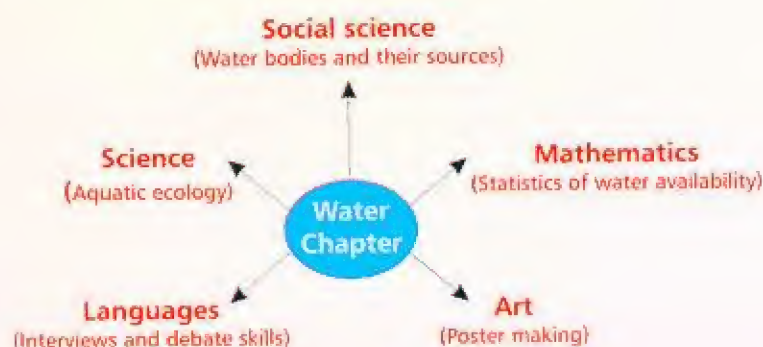 Social science
(Water bodies and their sources)
Science
(Aquatic ecology)
Mathematics
(Statistics of water availability)
Water
Chapter
Languages
(Interviews and debate skills)
Art
(Poster making)